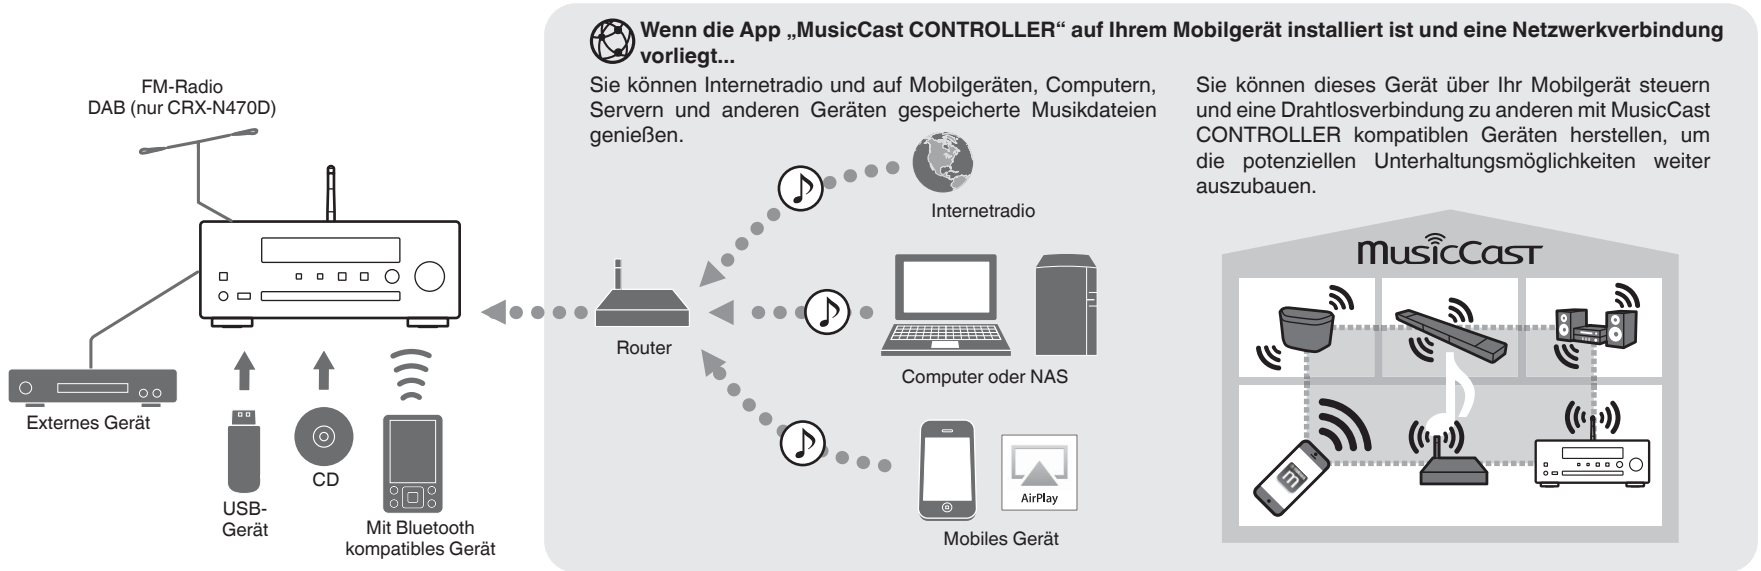 Wenn die App „MusicCast CONTROLLER“ auf Ihrem Mobilgerät installiert ist und eine Netzwerkverbindung
vorliegt...
FM-Radio
DAB (nur CRX-N470D)
Externes Gerät
USB-
Gerät
CD
Mit Bluetooth
kompatibles Gerät
Sie können Internetradio und auf Mobilgeräten, Computern,
Servern und anderen Geräten gespeicherte Musikdateien
genießen.
Internetradio
Router
Computer oder NAS
AirPlay
Mobiles Gerät
Sie können dieses Gerät über Ihr Mobilgerät steuern
und eine Drahtlosverbindung zu anderen mit MusicCast
CONTROLLER kompatiblen Geräten herstellen, um
die potenziellen Unterhaltungsmöglichkeiten weiter
auszubauen.
MusicCast
m